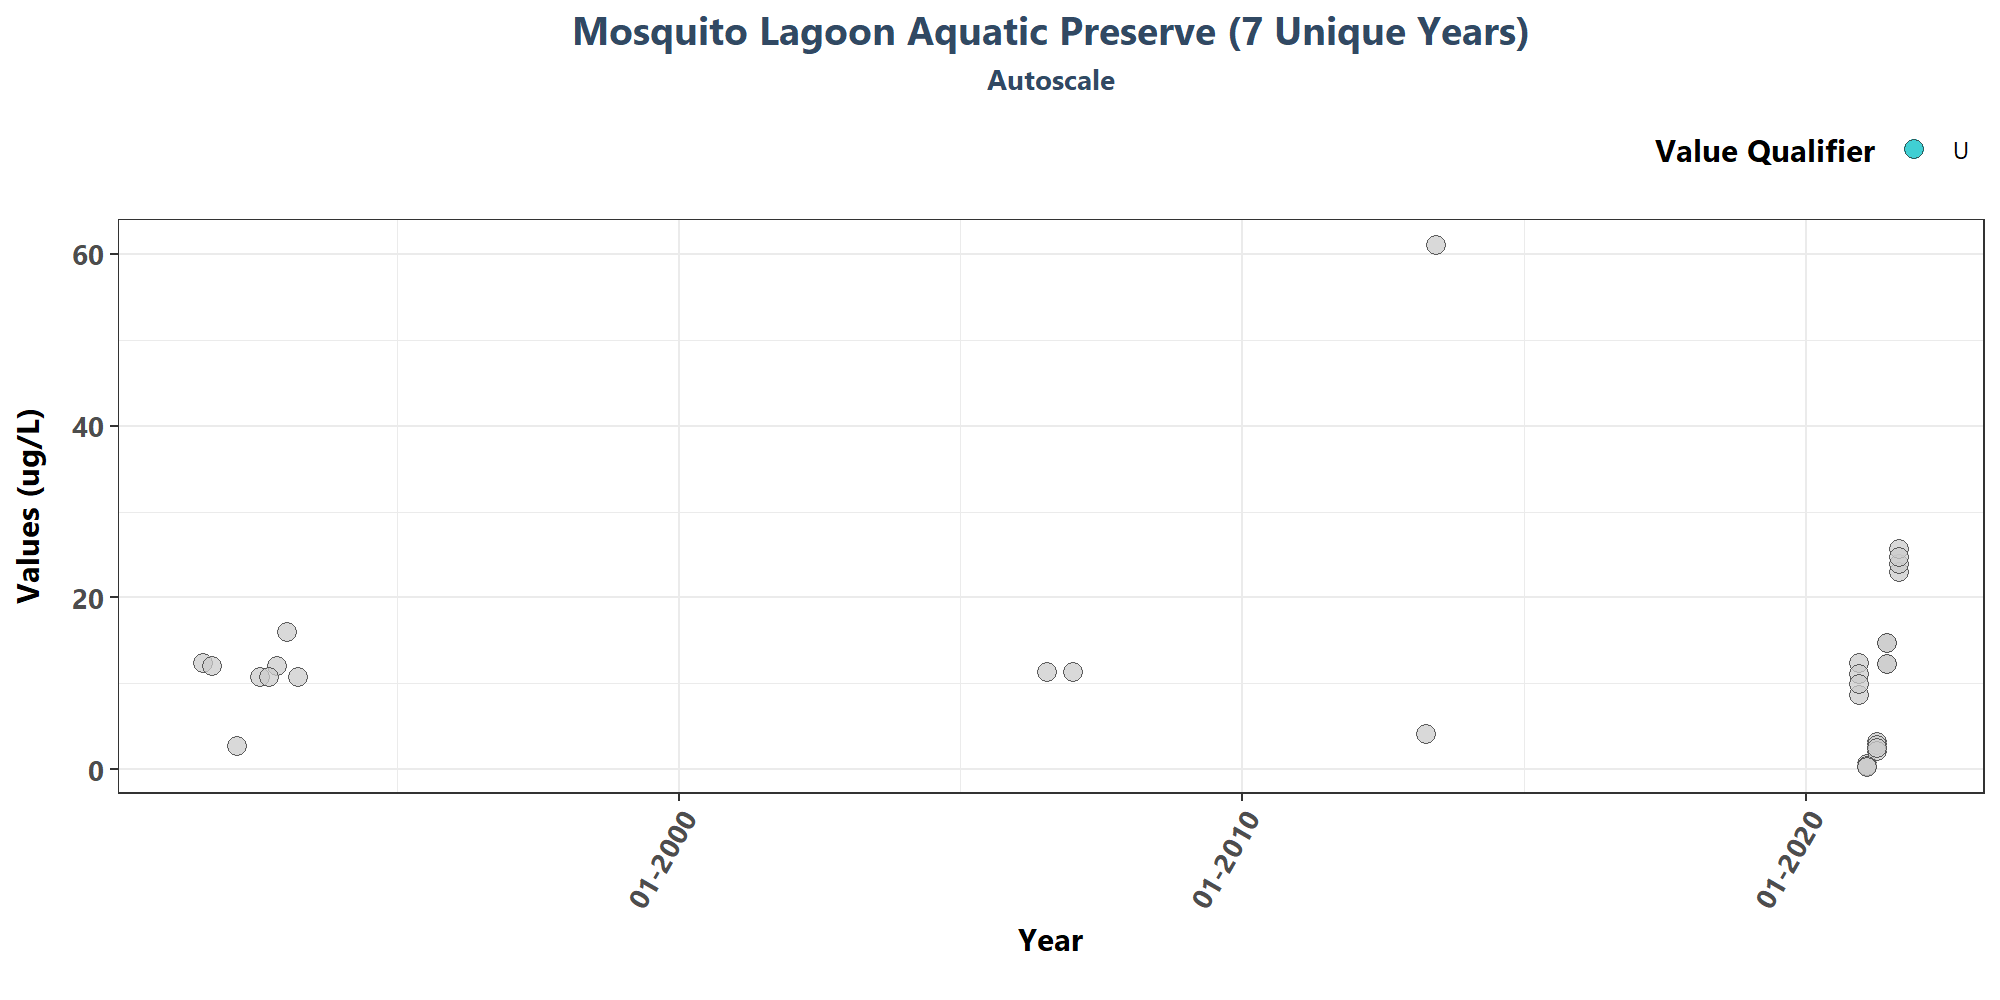 Mosquito Lagoon Aquatic Preserve (7 Unique Years)
Autoscale
Value Qualifier U
Values (ug/L)
60
40
20
0
01-2000
01-2010
01-2020
Year